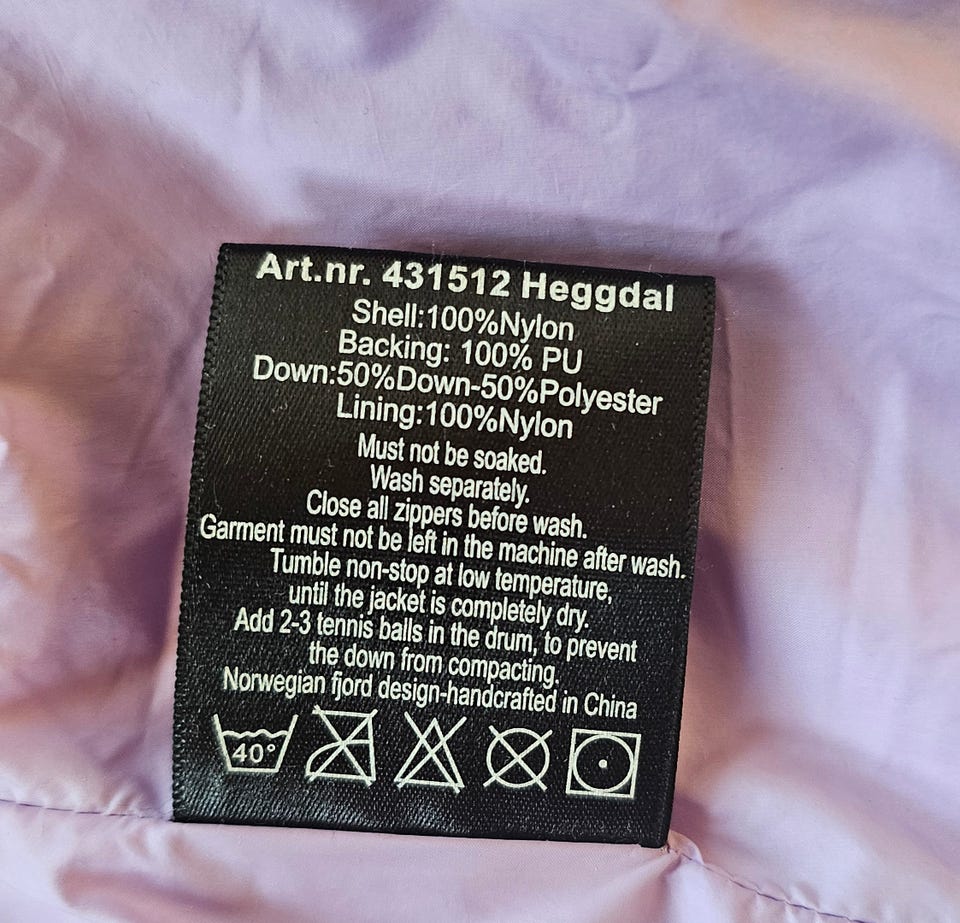 Art.nr. 431512 Heggdal
Shell:100%Nylon
Backing: 100% PU
Down:50%Down-50%Polyester
Lining:100%Nylon
Must not be soaked.
Wash separately.
Close all zippers before wash.
Garment must not be left in the machine after wash.
Tumble non-stop at low temperature,
until the jacket is completely dry.
Add 2-3 tennis balls in the drum, to prevent
the down from compacting.
Norwegian fjord design-handcrafted in China
40°